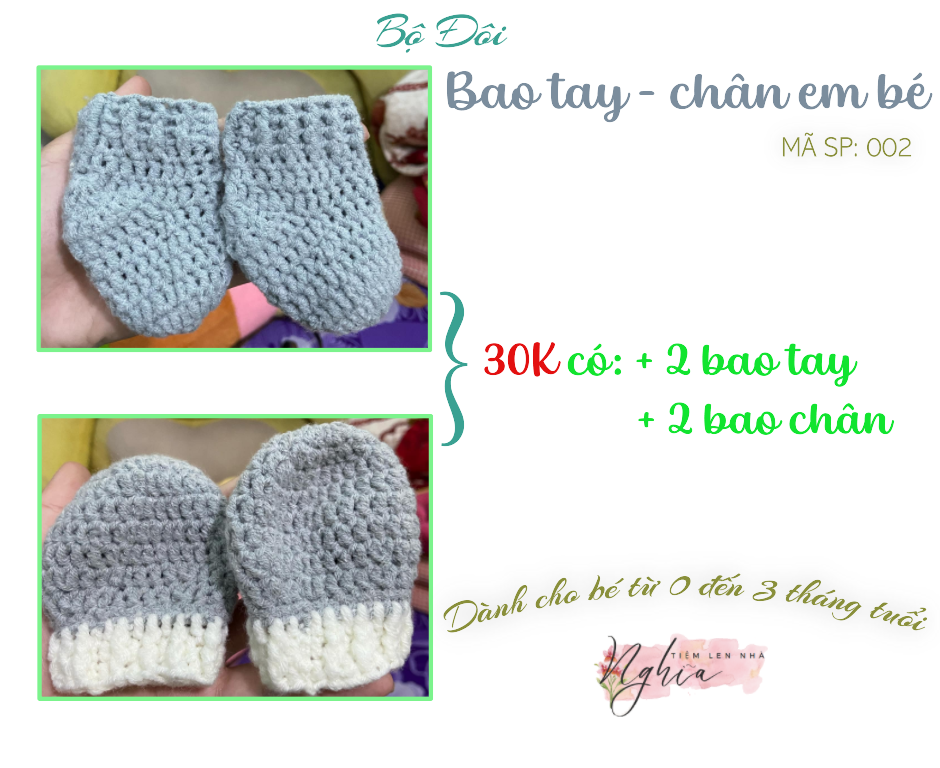 Bộ Đôi
Bao tay - chân em bé
MÃ SP: 002
30K có: + 2 bao tay
+ 2 bao chân
Dành cho bé từ 0 đến 3 tháng tuổi
TIỆM LEN NHÀ
Nghĩa